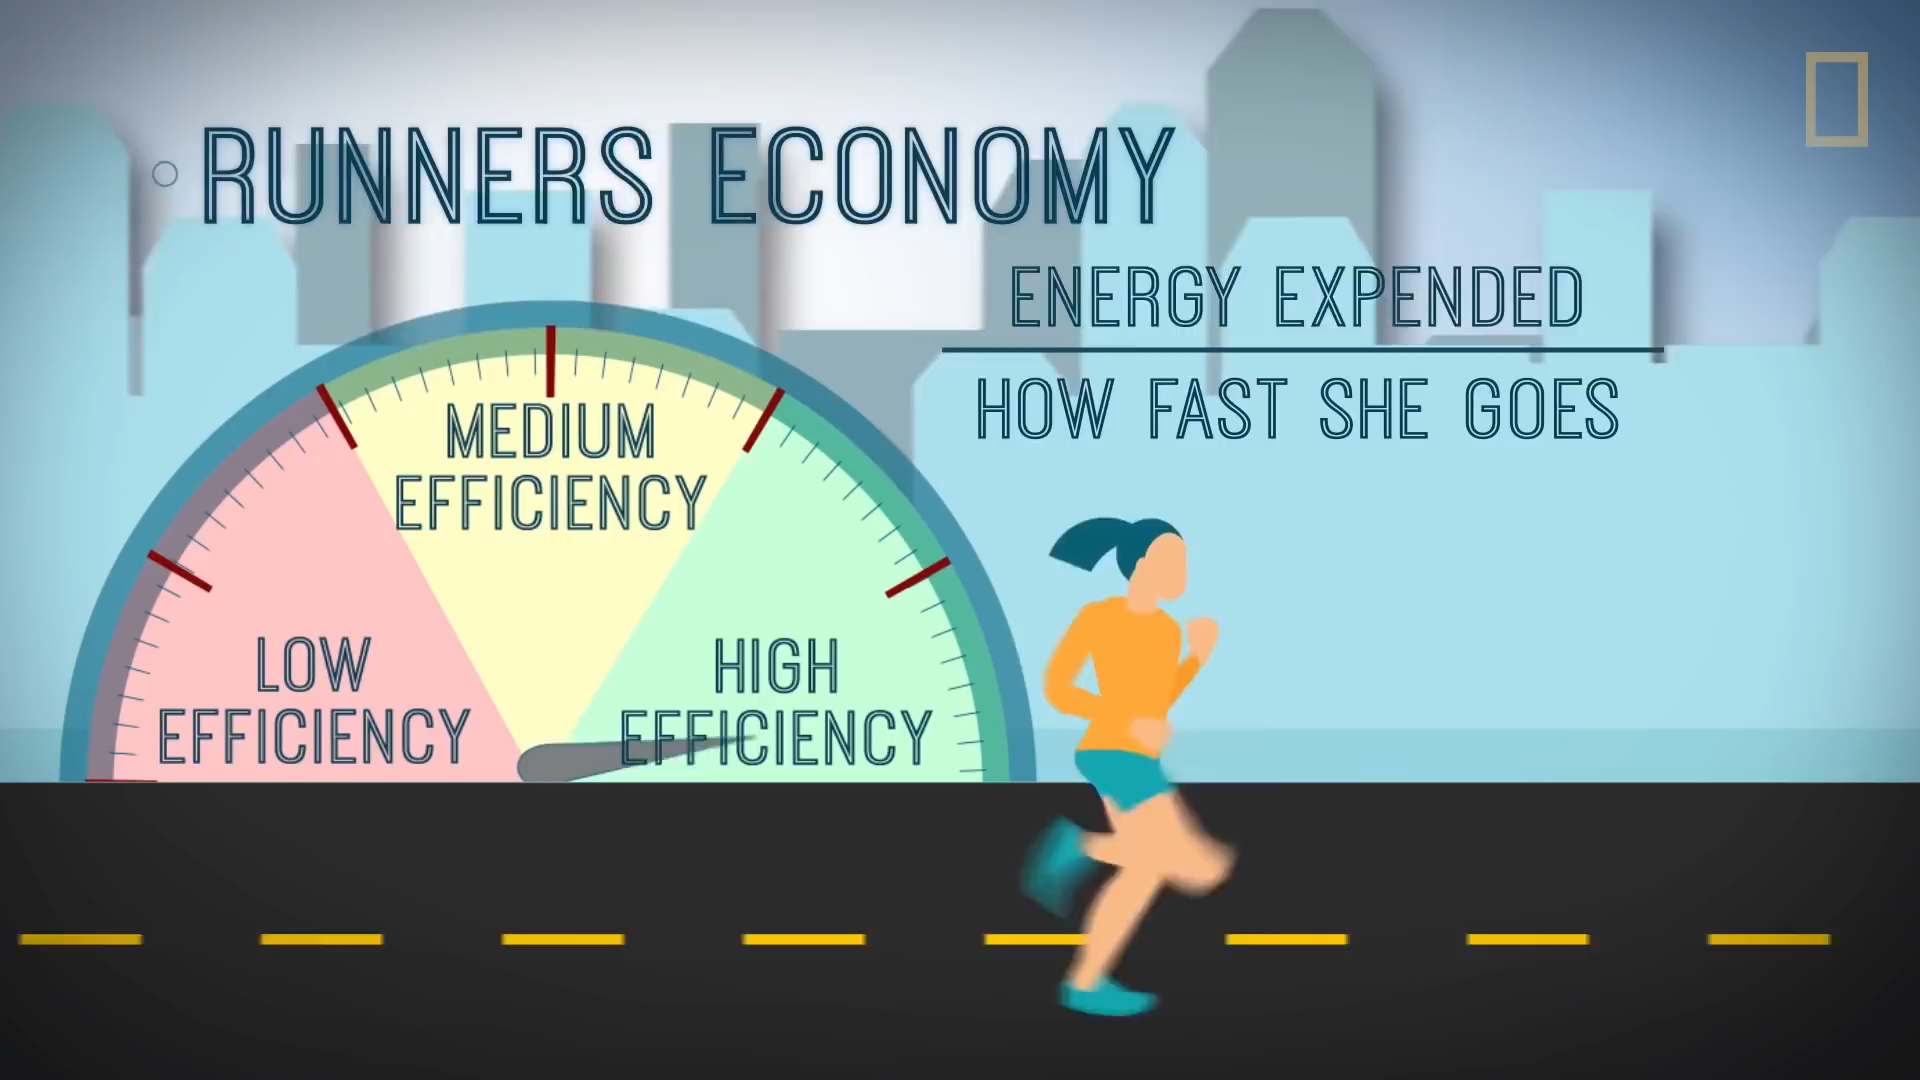 RUNNERS ECONOMY
ENERGY EXPENDED
HOW FAST SHE GOES
MEDIUM
EFFICIENCY
LOW
EFFICIENCY
HIGH
EFFICIENCY